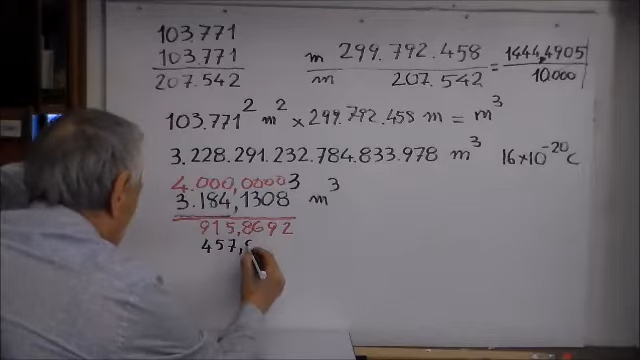 103.771
103.771
207.542
m 299.792.458 / m 207.542 = 1444,4905 / 10.000
103.771² m² × 299.792.458 m = m³
3.228.291.232.784.833.978 m³ 16×10⁻²⁰ C
4.000,00003
3.184,1308 m³
915,8692
457,